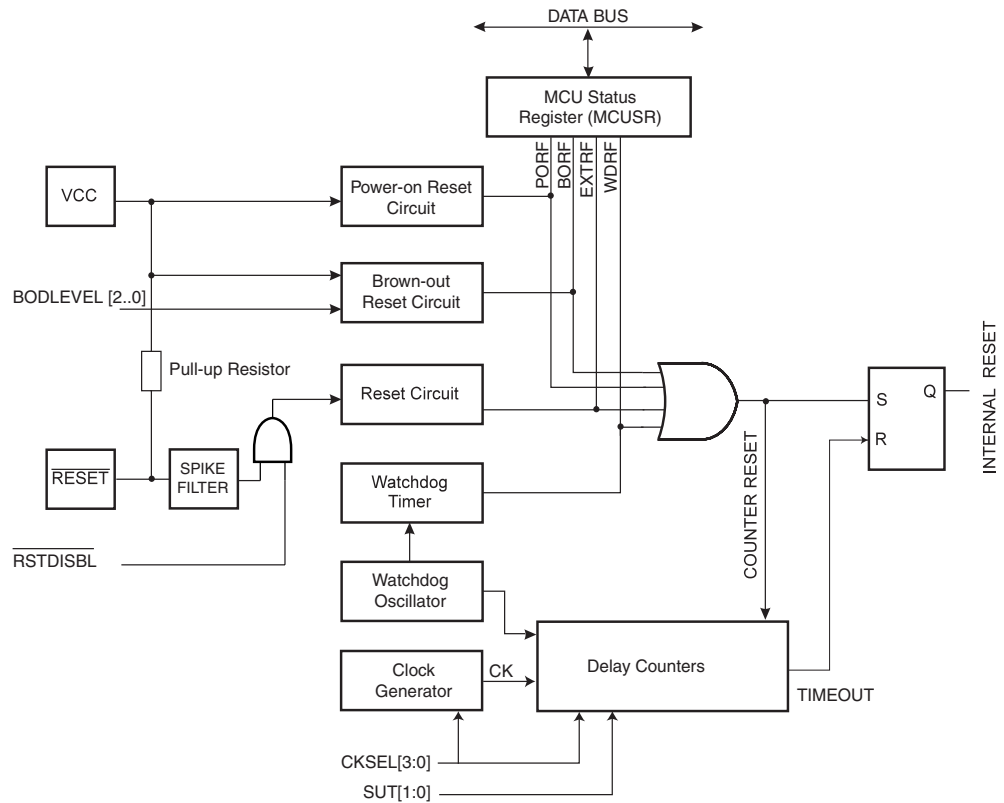 DATA BUS
MCU Status
Register (MCUSR)
PORF
BORF
EXTRF
WDRF
VCC
Power-on Reset
Circuit
Brown-out
Reset Circuit
BODLEVEL [2..0]
Pull-up Resistor
Reset Circuit
S
Q
R
INTERNAL RESET
RESET
SPIKE
FILTER
Watchdog
Timer
COUNTER RESET
RSTDISBL
Watchdog
Oscillator
Clock
Generator
CK
Delay Counters
TIMEOUT
CKSEL[3:0]
SUT[1:0]